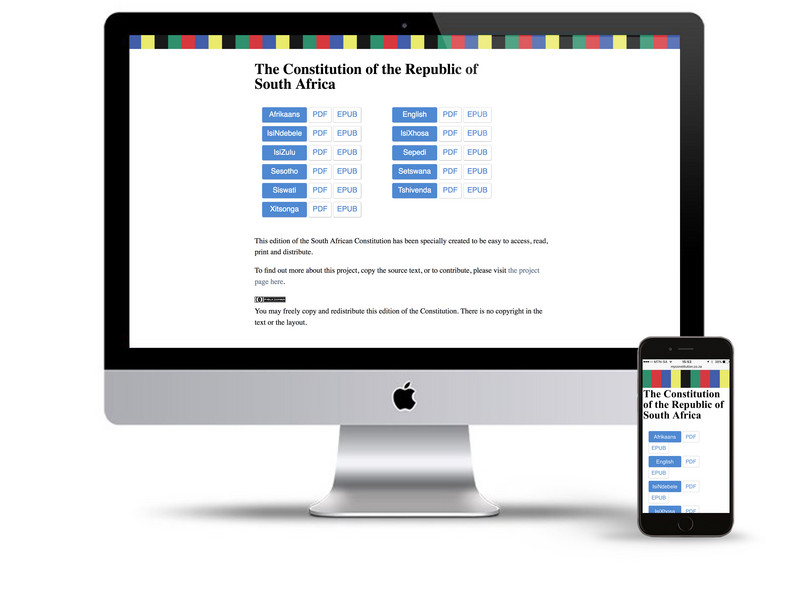 The Constitution of the Republic of
South Africa
Afrikaans PDF EPUB English PDF EPUB
IsiNdebele PDF EPUB IsiXhosa PDF EPUB
IsiZulu PDF EPUB Sepedi PDF EPUB
Sesotho PDF EPUB Setswana PDF EPUB
Siswati PDF EPUB Tshivenda PDF EPUB
Xitsonga PDF EPUB
This edition of the South African Constitution has been specially created to be easy to access, read,
print and distribute.
To find out more about this project, copy the source text, or to contribute, please visit the project
page here.
You may freely copy and redistribute this edition of the Constitution. There is no copyright in the
text or the layout.
The Constitution
of the Republic of
South Africa
Afrikaans PDF
EPUB
English PDF
EPUB
IsiNdebele PDF
EPUB
IsiXhosa PDF